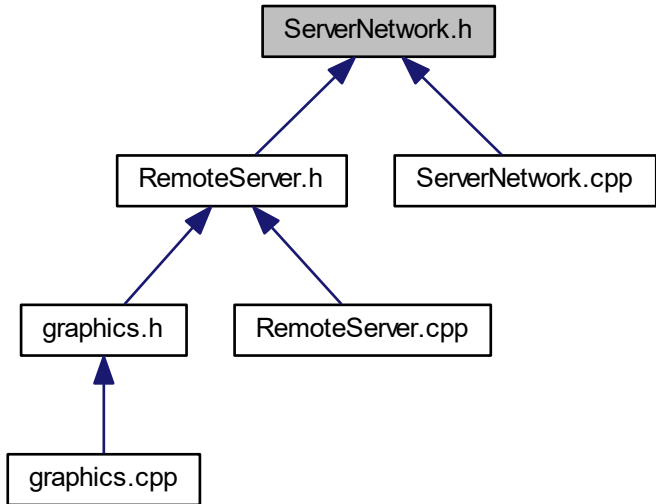 ServerNetwork.h
RemoteServer.h
ServerNetwork.cpp
graphics.h
RemoteServer.cpp
graphics.cpp